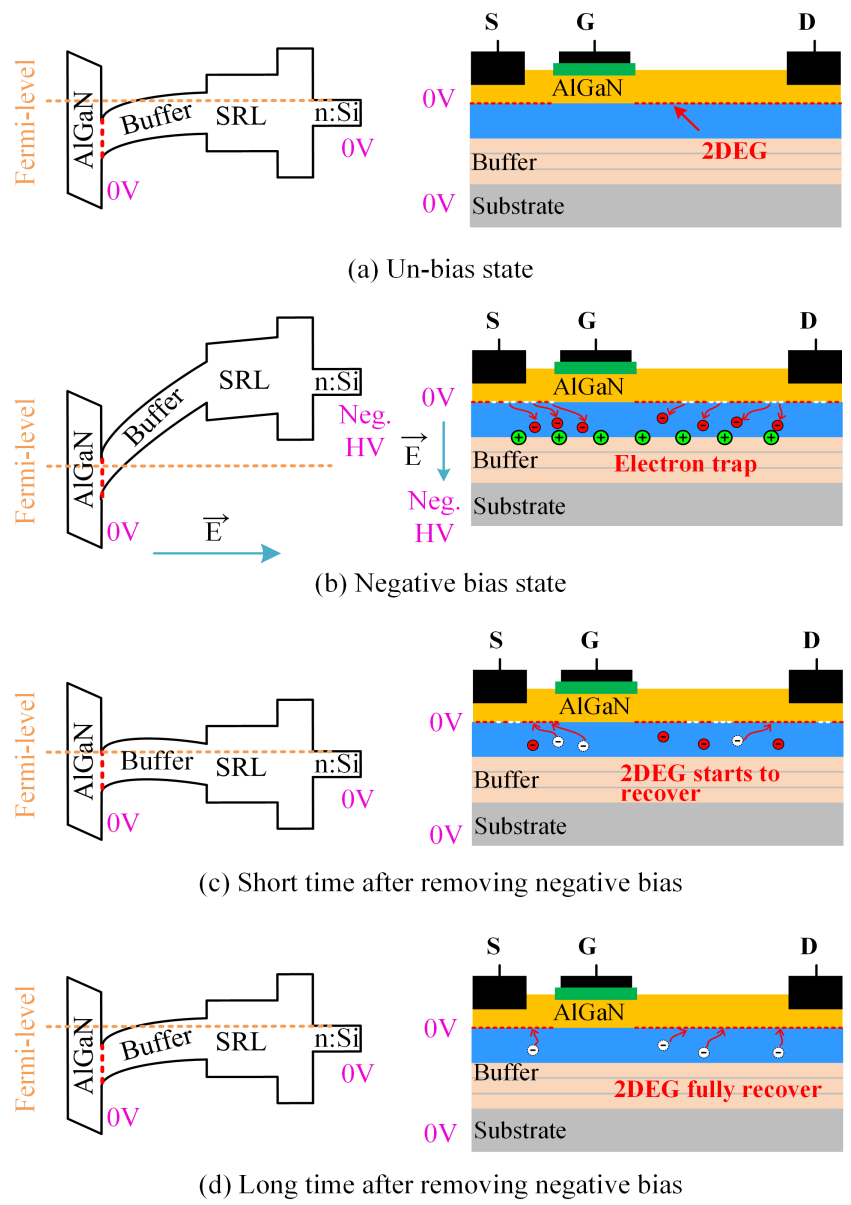 Fermi-level
AlGaN
Buffer
SRL
n:Si
0V
0V
S
G
D
0V
AlGaN
2DEG
Buffer
0V
Substrate
(a) Un-bias state
Fermi-level
AlGaN
Buffer
SRL
n:Si
Neg.
HV
0V
E
S
G
D
0V
AlGaN
E
Buffer
Electron trap
Neg.
HV
Substrate
(b) Negative bias state
Fermi-level
AlGaN
Buffer
SRL
n:Si
0V
0V
S
G
D
0V
AlGaN
Buffer
2DEG starts to
recover
0V
Substrate
(c) Short time after removing negative bias
Fermi-level
AlGaN
Buffer
SRL
n:Si
0V
0V
S
G
D
0V
AlGaN
Buffer
2DEG fully recover
0V
Substrate
(d) Long time after removing negative bias